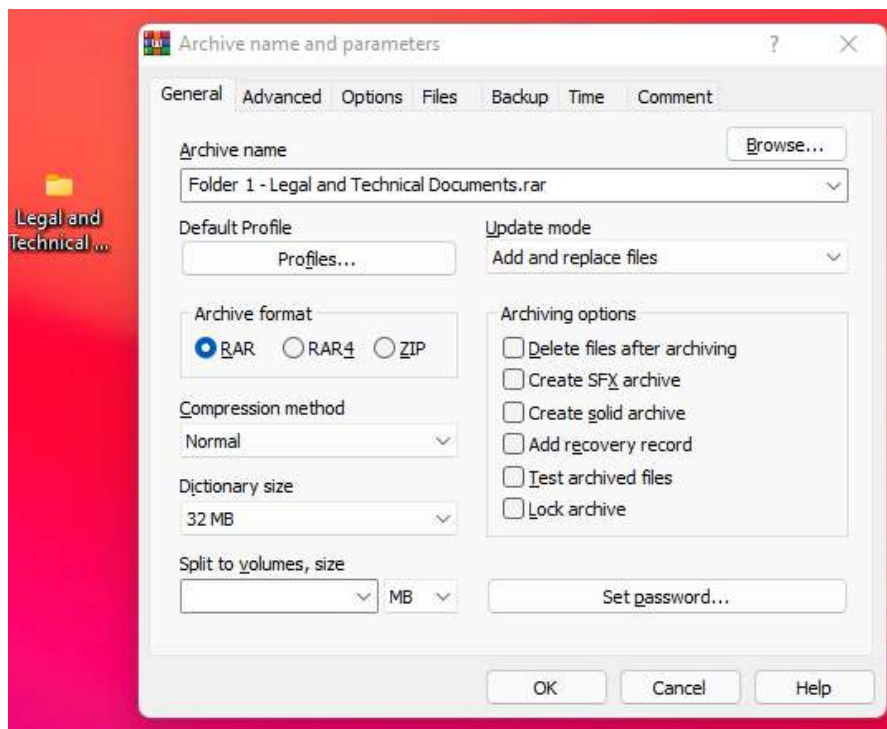 Archive name and parameters
?
General Advanced Options Files Backup Time Comment
Archive name
Browse...
Folder 1 - Legal and Technical Documents.rar
Legal and
Technical ...
Default Profile
Profiles...
Update mode
Add and replace files
Archive format
RAR RAR4 ZIP
Compression method
Normal
Dictionary size
32 MB
Split to volumes, size
MB
Archiving options
Delete files after archiving
Create SFX archive
Create solid archive
Add recovery record
Test archived files
Lock archive
Set password...
OK Cancel Help